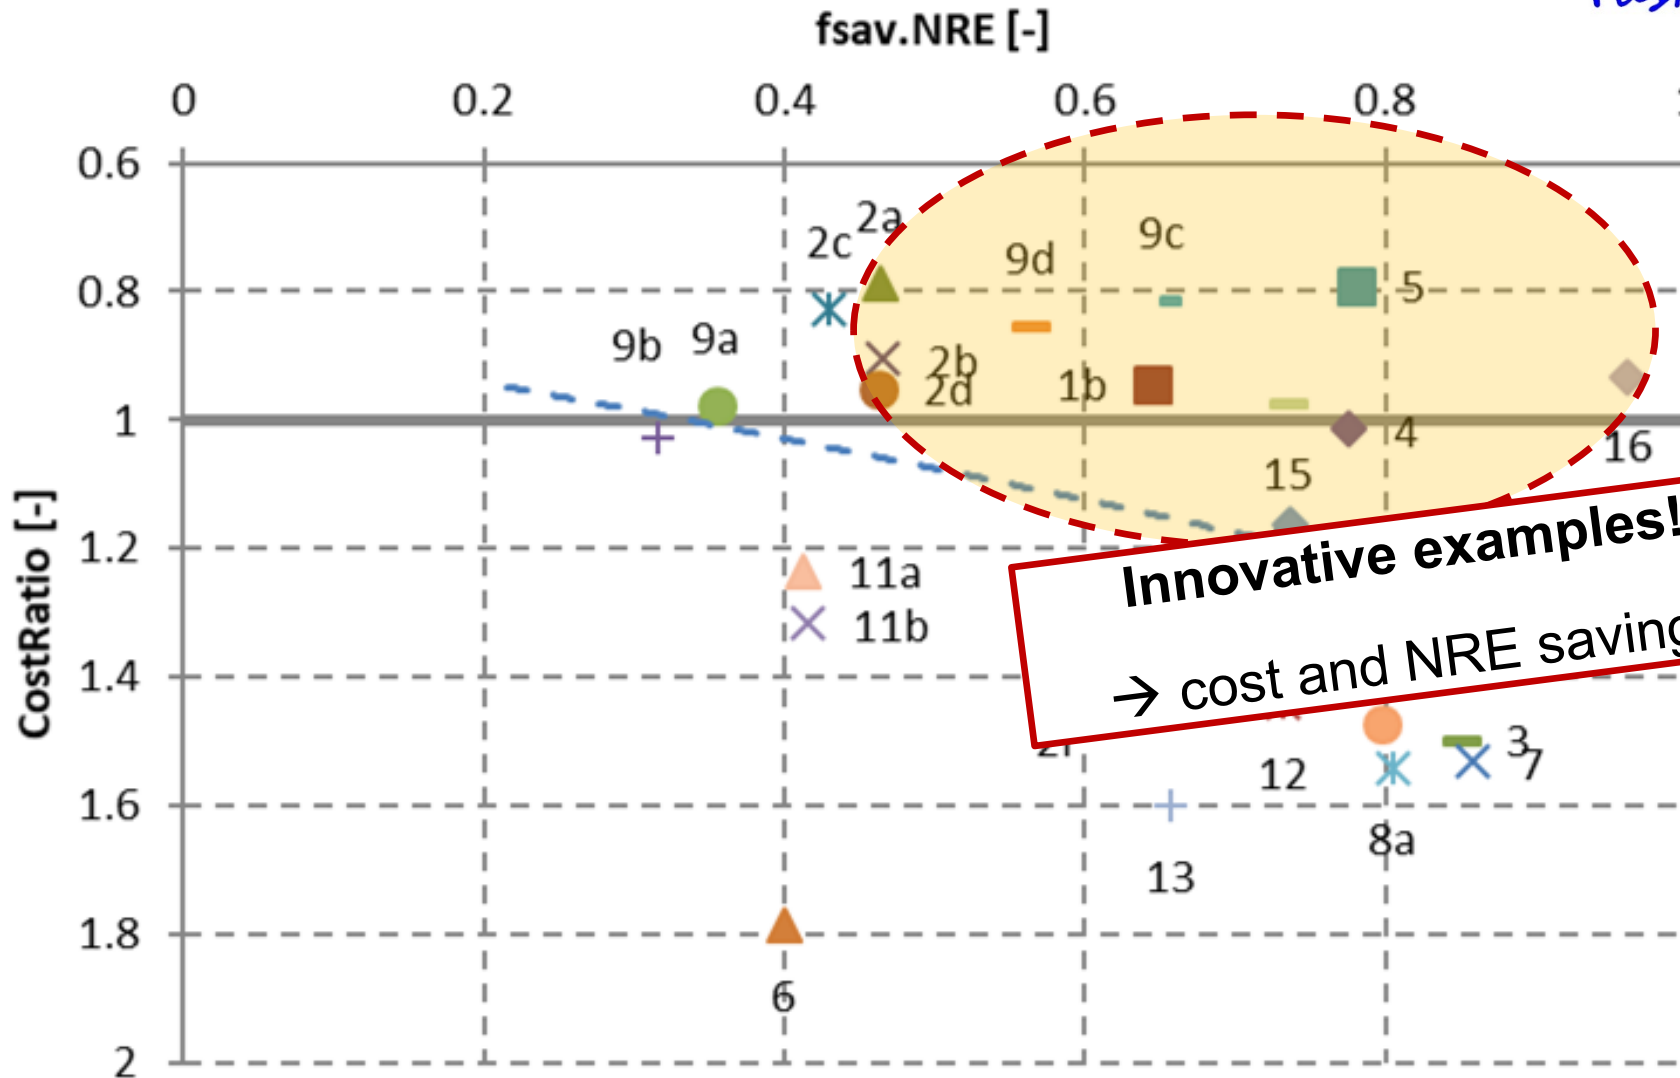 fsav.NRE [-]
0 0.2 0.4 0.6 0.8
0.6
2a
2c 9c
9d
0.8 5
9b 9a
2b
1b 2d
1
4
16
15
CostRatio [-]
1.2
Innovative examples!
11a
11b
→ cost and NRE saving
1.4
3
7
12
1.6
8a
13
1.8
6
2